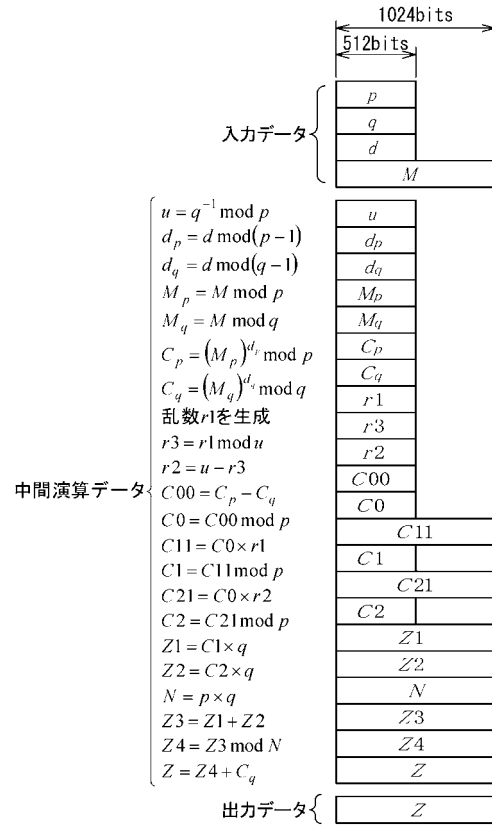 1024bits
512bits
入力データ
p
q
d
M
中間演算データ
u = q⁻¹ mod p
u
d_p = d mod(p−1)
dp
d_q = d mod(q−1)
dq
M_p = M mod p
Mp
M_q = M mod q
Mq
C_p = (M_p)^{d_p} mod p
Cp
C_q = (M_q)^{d_q} mod q
Cq
乱数r1を生成
r1
r3 = r1 mod u
r3
r2 = u − r3
r2
C00 = C_p − C_q
C00
C0 = C00 mod p
C0
C11 = C0 × r1
C11
C1 = C11 mod p
C1
C21 = C0 × r2
C21
C2 = C21 mod p
C2
Z1 = C1 × q
Z1
Z2 = C2 × q
Z2
N = p × q
N
Z3 = Z1 + Z2
Z3
Z4 = Z3 mod N
Z4
Z = Z4 + C_q
Z
出力データ
Z